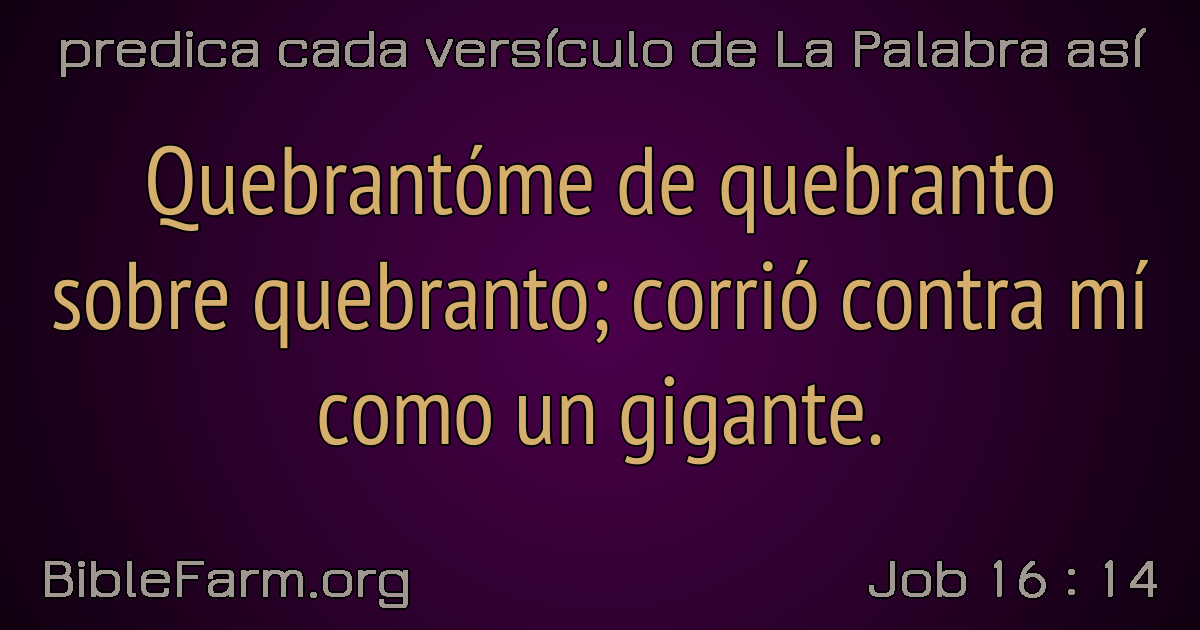 predica cada versículo de La Palabra así
Quebrantóme de quebranto
sobre quebranto; corrió contra mí
como un gigante.
BibleFarm.org
Job 16 : 14